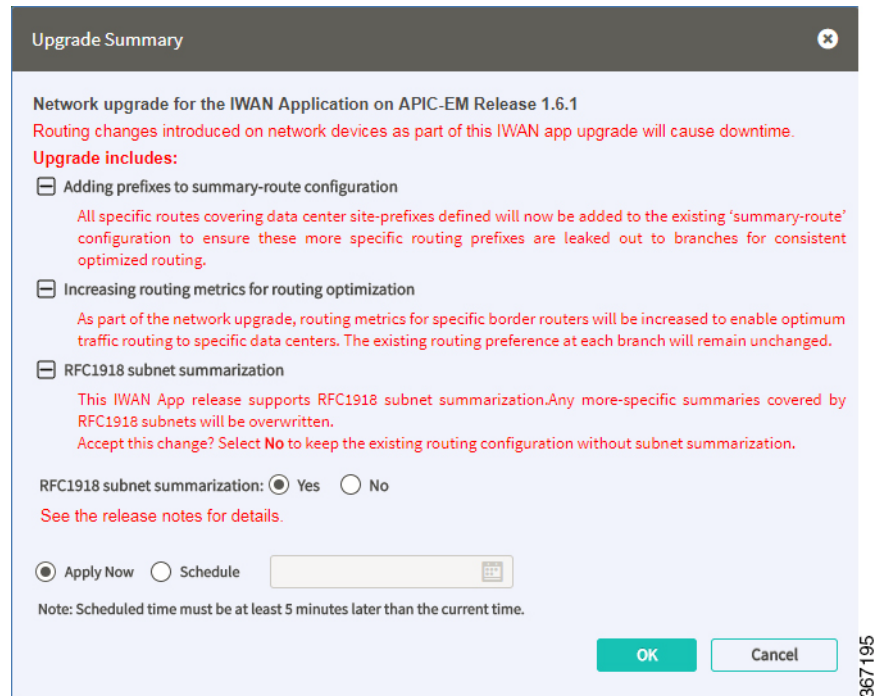 Upgrade Summary
Network upgrade for the IWAN Application on APIC-EM Release 1.6.1
Routing changes introduced on network devices as part of this IWAN app upgrade will cause downtime.
Upgrade includes:
Adding prefixes to summary-route configuration
All specific routes covering data center site-prefixes defined will now be added to the existing ‘summary-route’
configuration to ensure these more specific routing prefixes are leaked out to branches for consistent
optimized routing.
Increasing routing metrics for routing optimization
As part of the network upgrade, routing metrics for specific border routers will be increased to enable optimum
traffic routing to specific data centers. The existing routing preference at each branch will remain unchanged.
RFC1918 subnet summarization
This IWAN App release supports RFC1918 subnet summarization.Any more-specific summaries covered by
RFC1918 subnets will be overwritten.
Accept this change? Select No to keep the existing routing configuration without subnet summarization.
RFC1918 subnet summarization: Yes No
See the release notes for details.
Apply Now Schedule
Note: Scheduled time must be at least 5 minutes later than the current time.
OK Cancel
367195